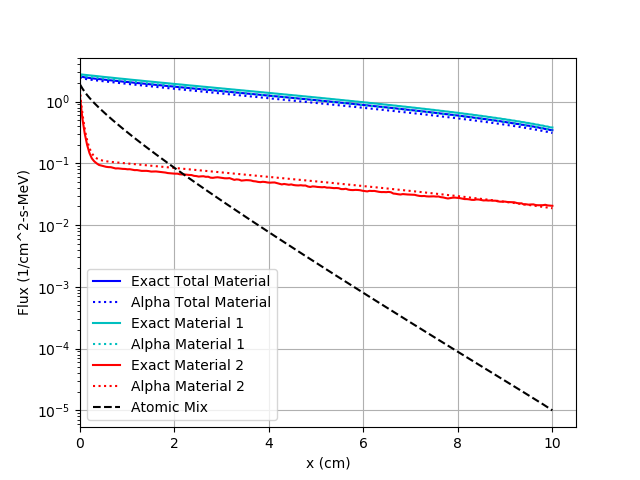 Flux (1/cm^2-s-MeV)
10^0
10^-1
10^-2
10^-3
10^-4
10^-5
Exact Total Material
Alpha Total Material
Exact Material 1
Alpha Material 1
Exact Material 2
Alpha Material 2
Atomic Mix
0 2 4 6 8 10
x (cm)